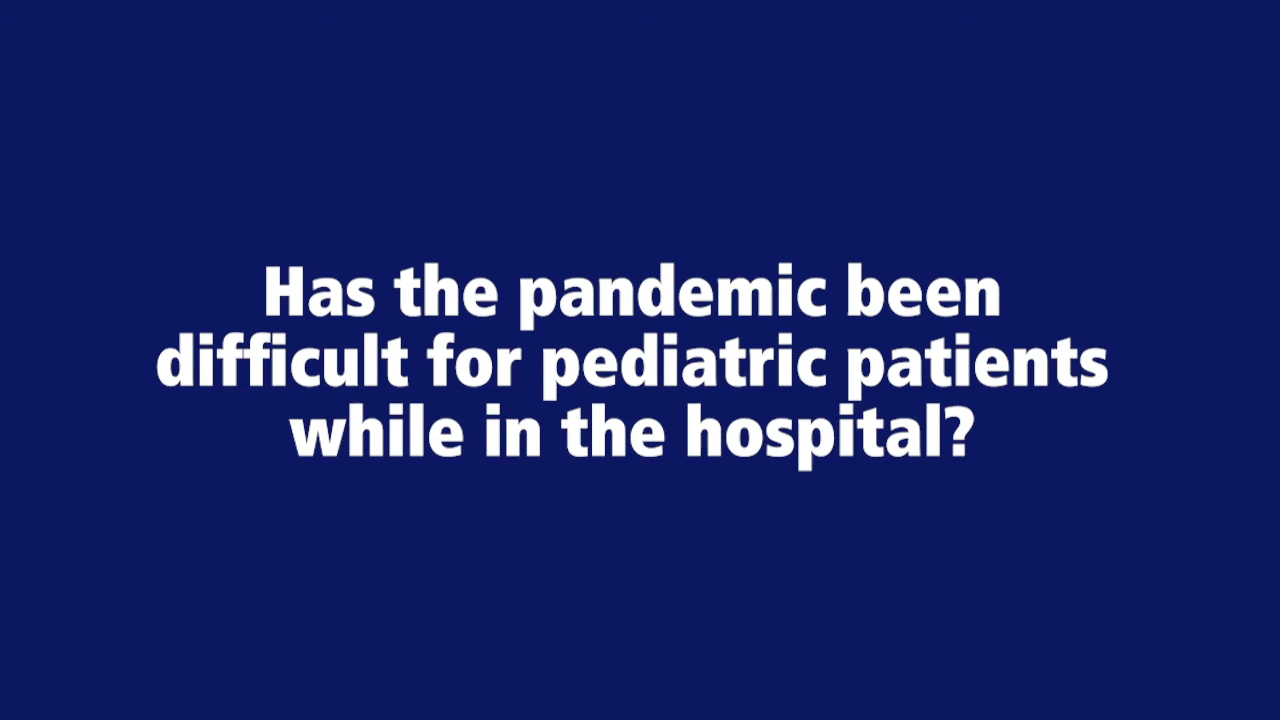 Has the pandemic been
difficult for pediatric patients
while in the hospital?